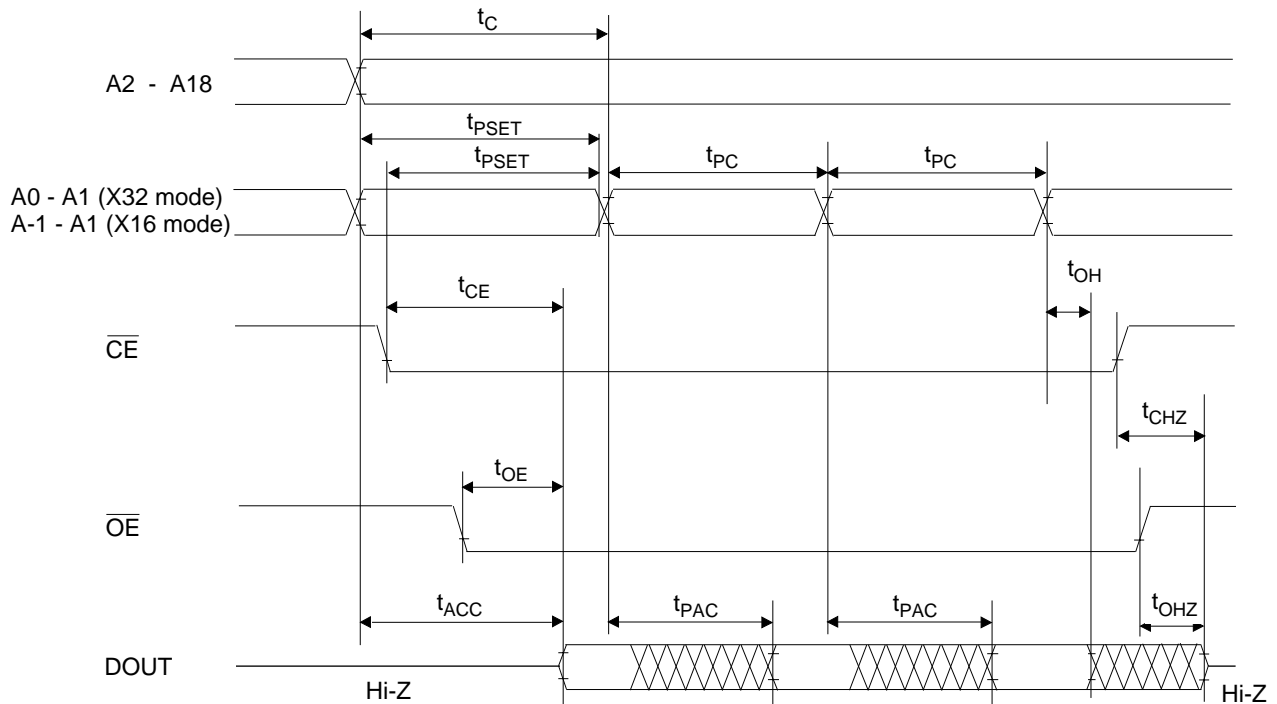 tC
A2 - A18
tPSET
tPSET
tPC
tPC
A0 - A1 (X32 mode)
A-1 - A1 (X16 mode)
tOH
tCE
CE
tCHZ
tOE
OE
tACC
tPAC
tPAC
tOHZ
DOUT
Hi-Z
Hi-Z